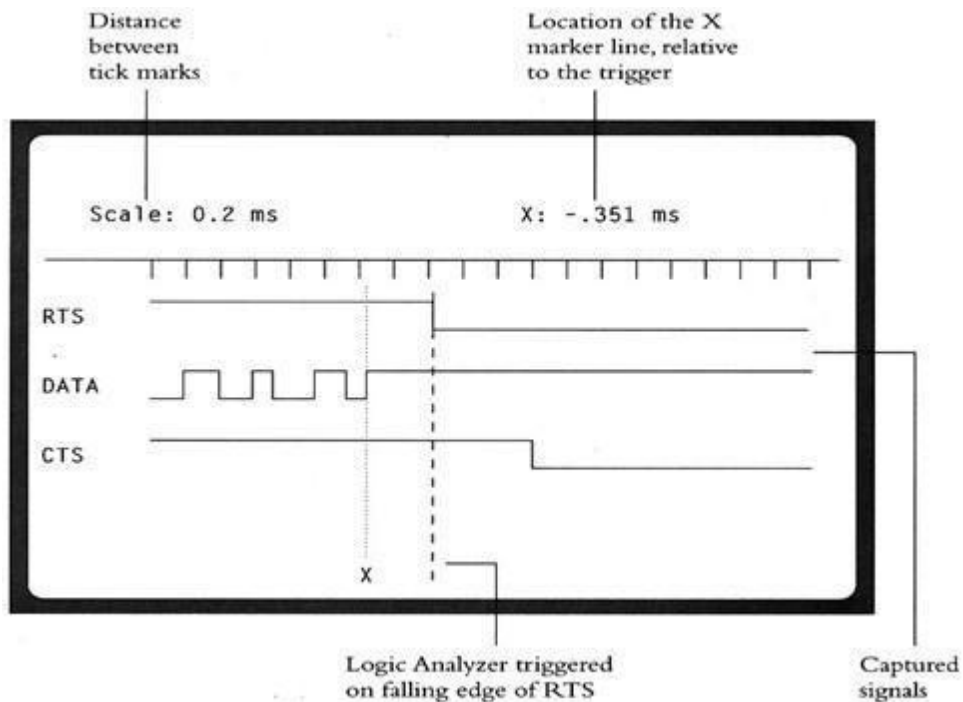 Distance
between
tick marks
Location of the X
marker line, relative
to the trigger
Scale: 0.2 ms
X: -.351 ms
RTS
DATA
CTS
X
Logic Analyzer triggered
on falling edge of RTS
Captured
signals